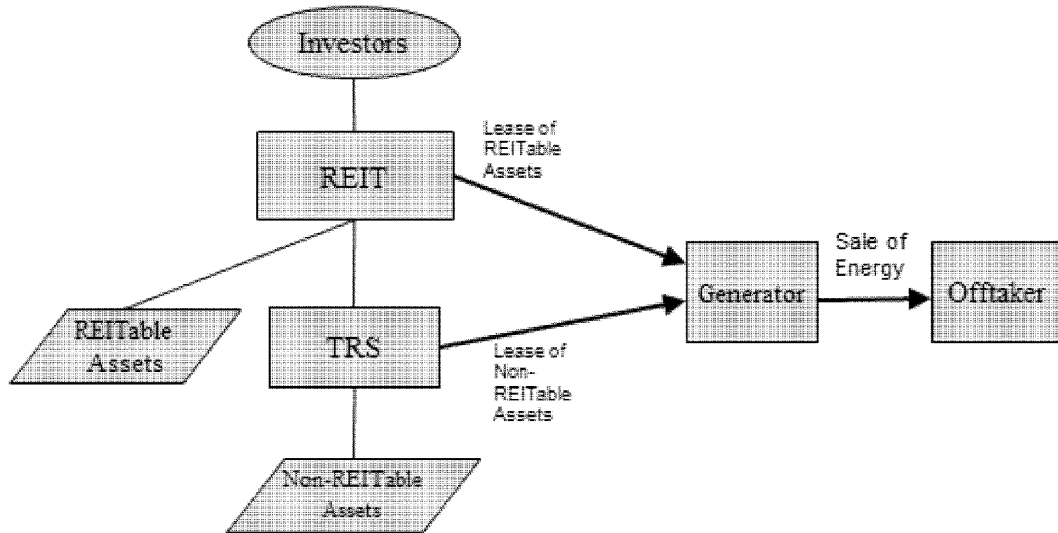 Investors
REIT
Lease of
REITable
Assets
Sale of
Energy
Generator
Offtaker
REITable
Assets
TRS
Lease of
Non-
REITable
Assets
Non-REITable
Assets